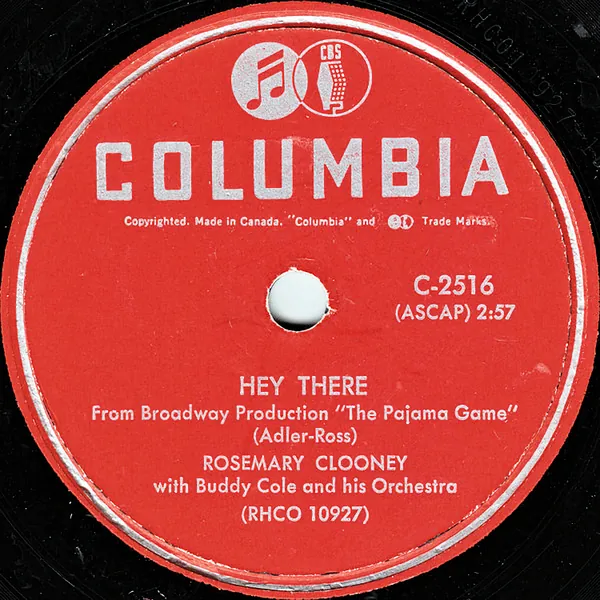 CBS
COLUMBIA
Copyrighted. Made in Canada. "Columbia" and Trade Marks.
C-2516
(ASCAP) 2:57
HEY THERE
From Broadway Production "The Pajama Game"
(Adler-Ross)
ROSEMARY CLOONEY
with Buddy Cole and his Orchestra
(RHCO 10927)